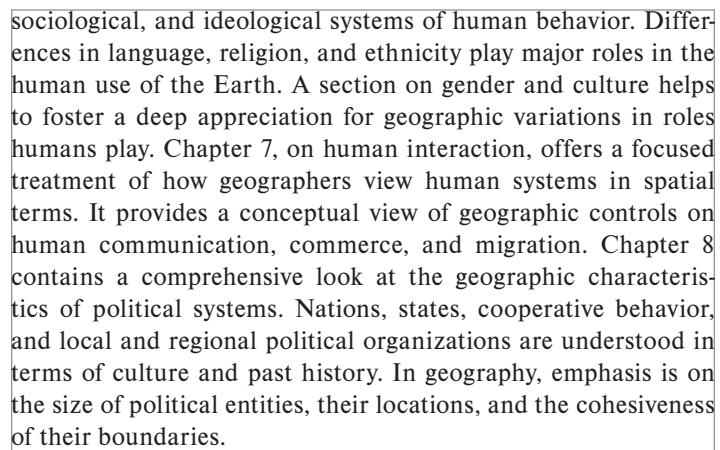 sociological, and ideological systems of human behavior. Differ-
ences in language, religion, and ethnicity play major roles in the
human use of the Earth. A section on gender and culture helps
to foster a deep appreciation for geographic variations in roles
humans play. Chapter 7, on human interaction, offers a focused
treatment of how geographers view human systems in spatial
terms. It provides a conceptual view of geographic controls on
human communication, commerce, and migration. Chapter 8
contains a comprehensive look at the geographic characteris-
tics of political systems. Nations, states, cooperative behavior,
and local and regional political organizations are understood in
terms of culture and past history. In geography, emphasis is on
the size of political entities, their locations, and the cohesiveness
of their boundaries.